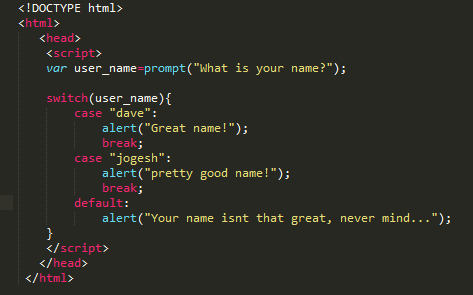 <!DOCTYPE html>
<html>
<head>
<script>
var user_name=prompt("What is your name?");
switch(user_name){
case "dave":
alert("Great name!");
break;
case "jogesh":
alert("pretty good name!");
break;
default:
alert("Your name isnt that great, never mind...");
}
</script>
</head>
</html>